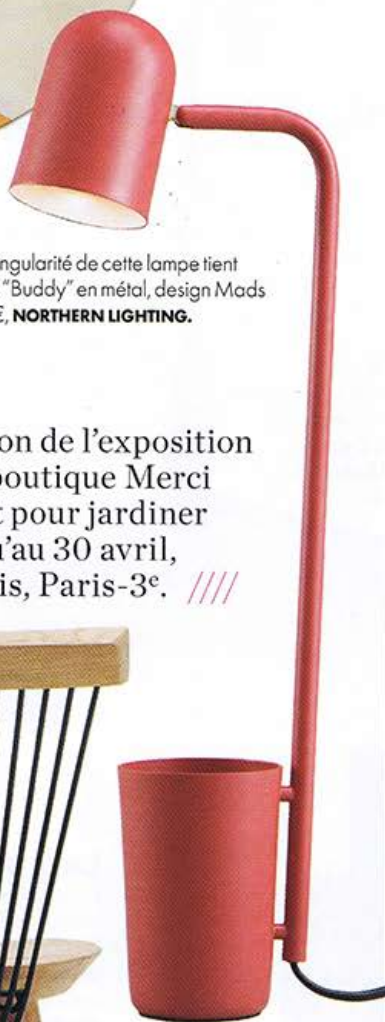 ngularité de cette lampe tient
"Buddy" en métal, design Mads
€, NORTHERN LIGHTING.
on de l’exposition
boutique Merci
t pour jardiner
u’au 30 avril,
is, Paris-3ᵉ. ////